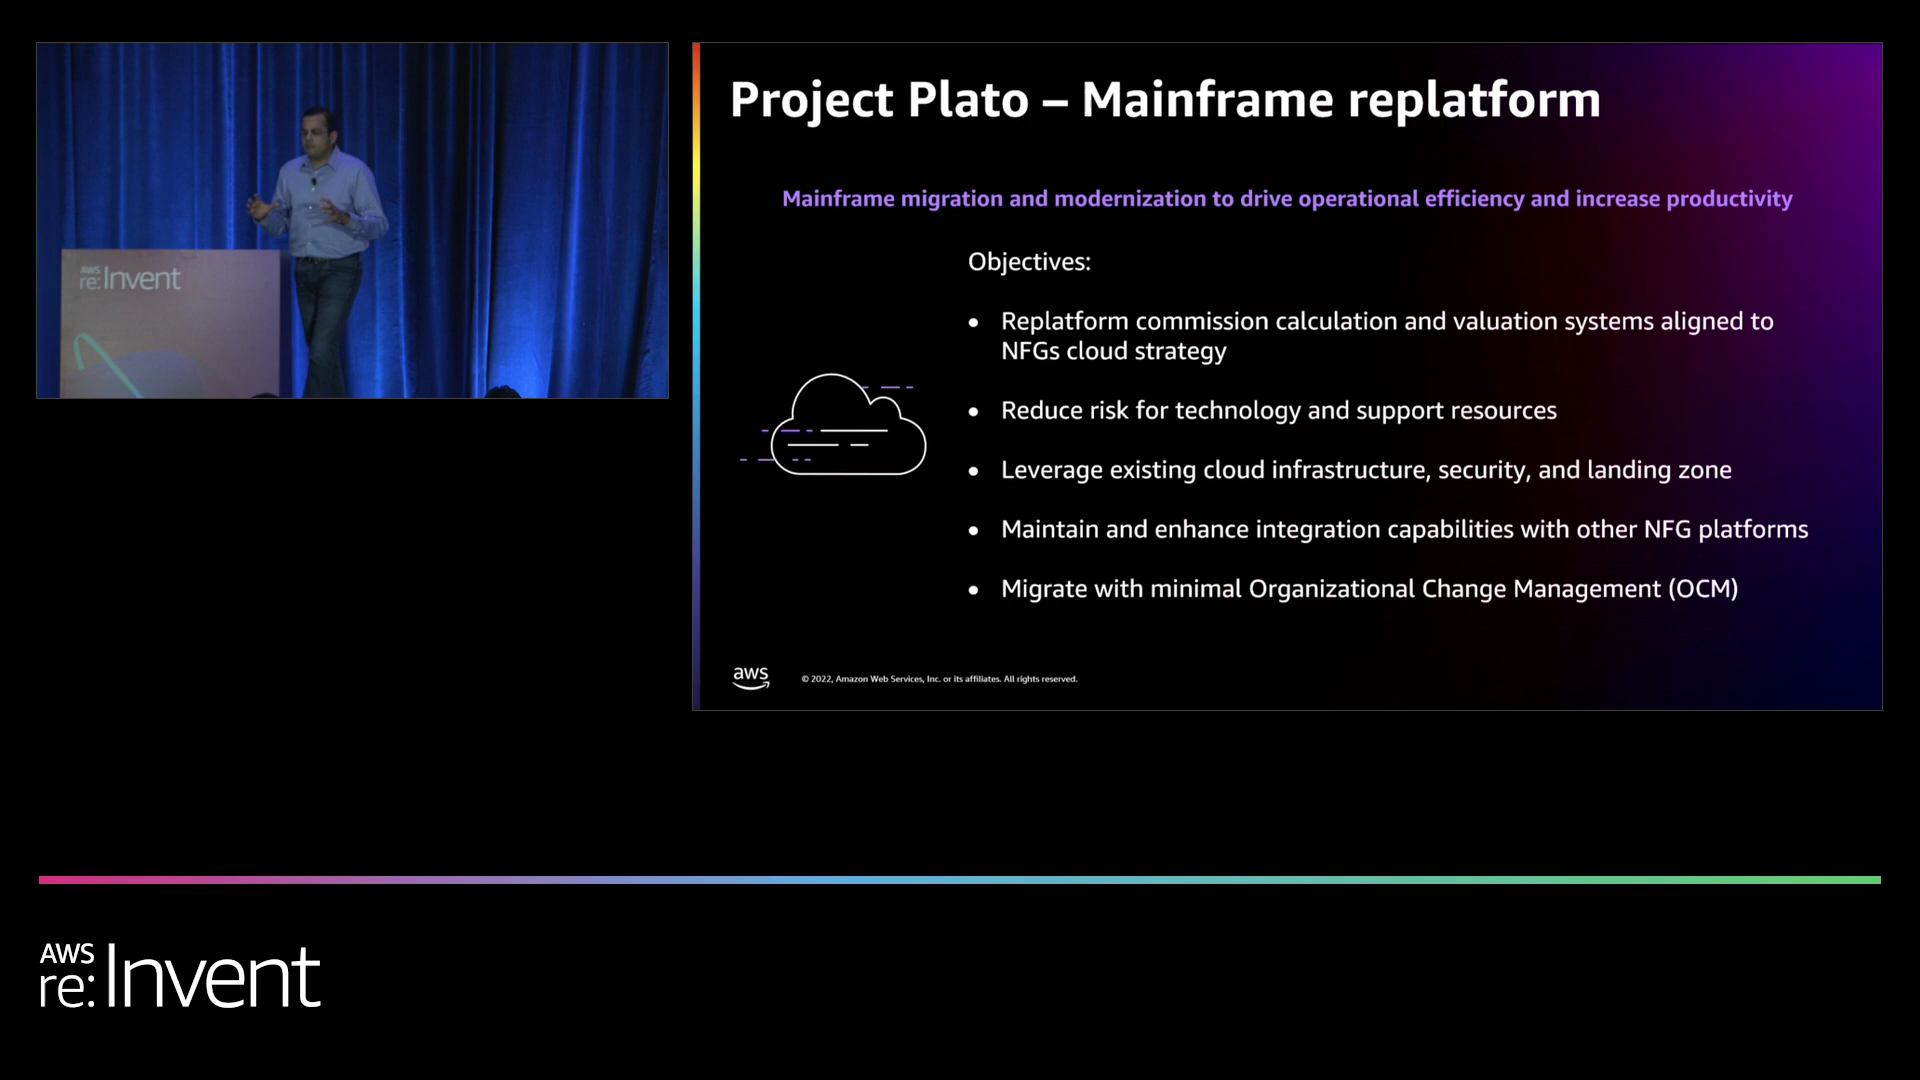 AWS
re:Invent
Project Plato – Mainframe replatform
Mainframe migration and modernization to drive operational efficiency and increase productivity
Objectives:
• Replatform commission calculation and valuation systems aligned to
NFGs cloud strategy
• Reduce risk for technology and support resources
• Leverage existing cloud infrastructure, security, and landing zone
• Maintain and enhance integration capabilities with other NFG platforms
• Migrate with minimal Organizational Change Management (OCM)
aws
© 2022, Amazon Web Services, Inc. or its affiliates. All rights reserved.
AWS
re:Invent